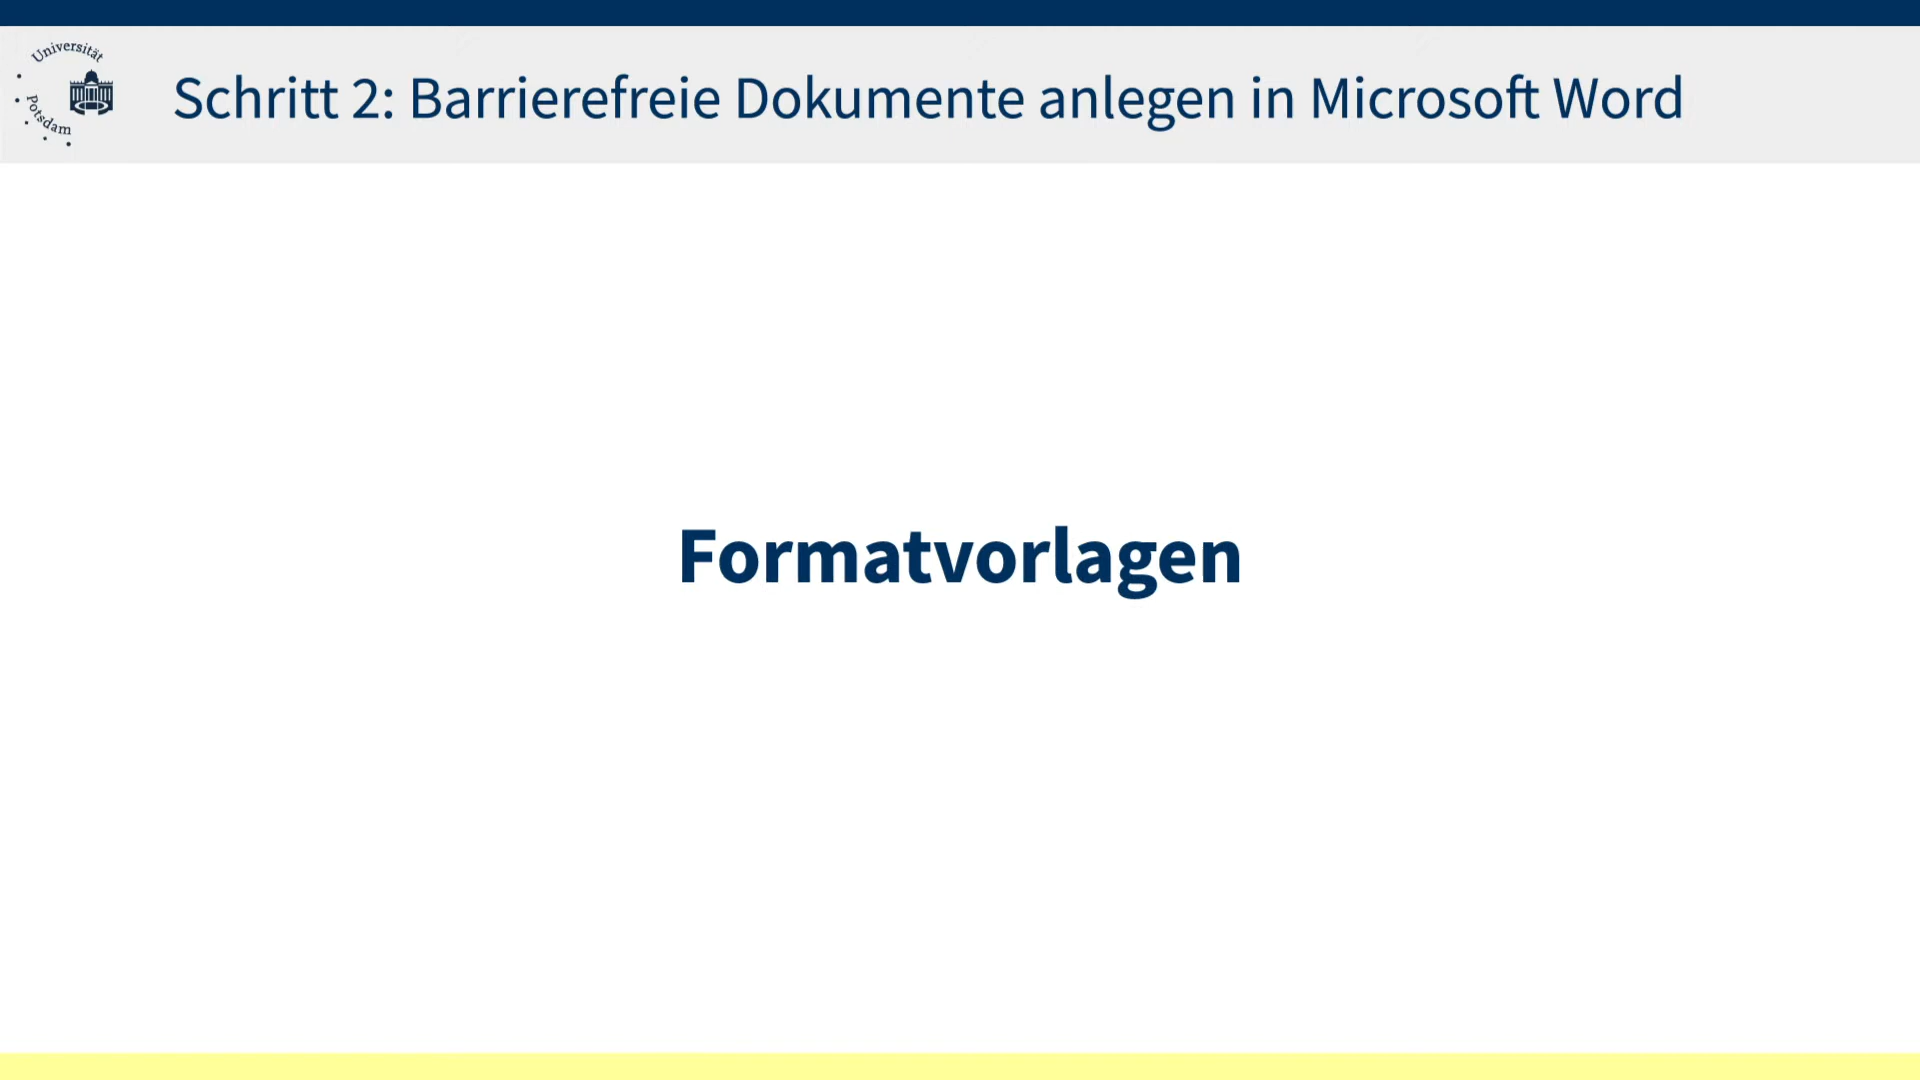 Universität
Potsdam
Schritt 2: Barrierefreie Dokumente anlegen in Microsoft Word
Formatvorlagen